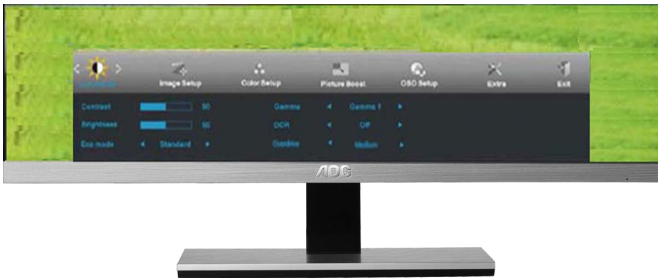 Image Setup Color Setup Picture Boost OSD Setup Extra Exit
Contrast 50 Gamma Gamma 1
Brightness DCR Off
Eco mode Standard Overdrive Medium
AOC